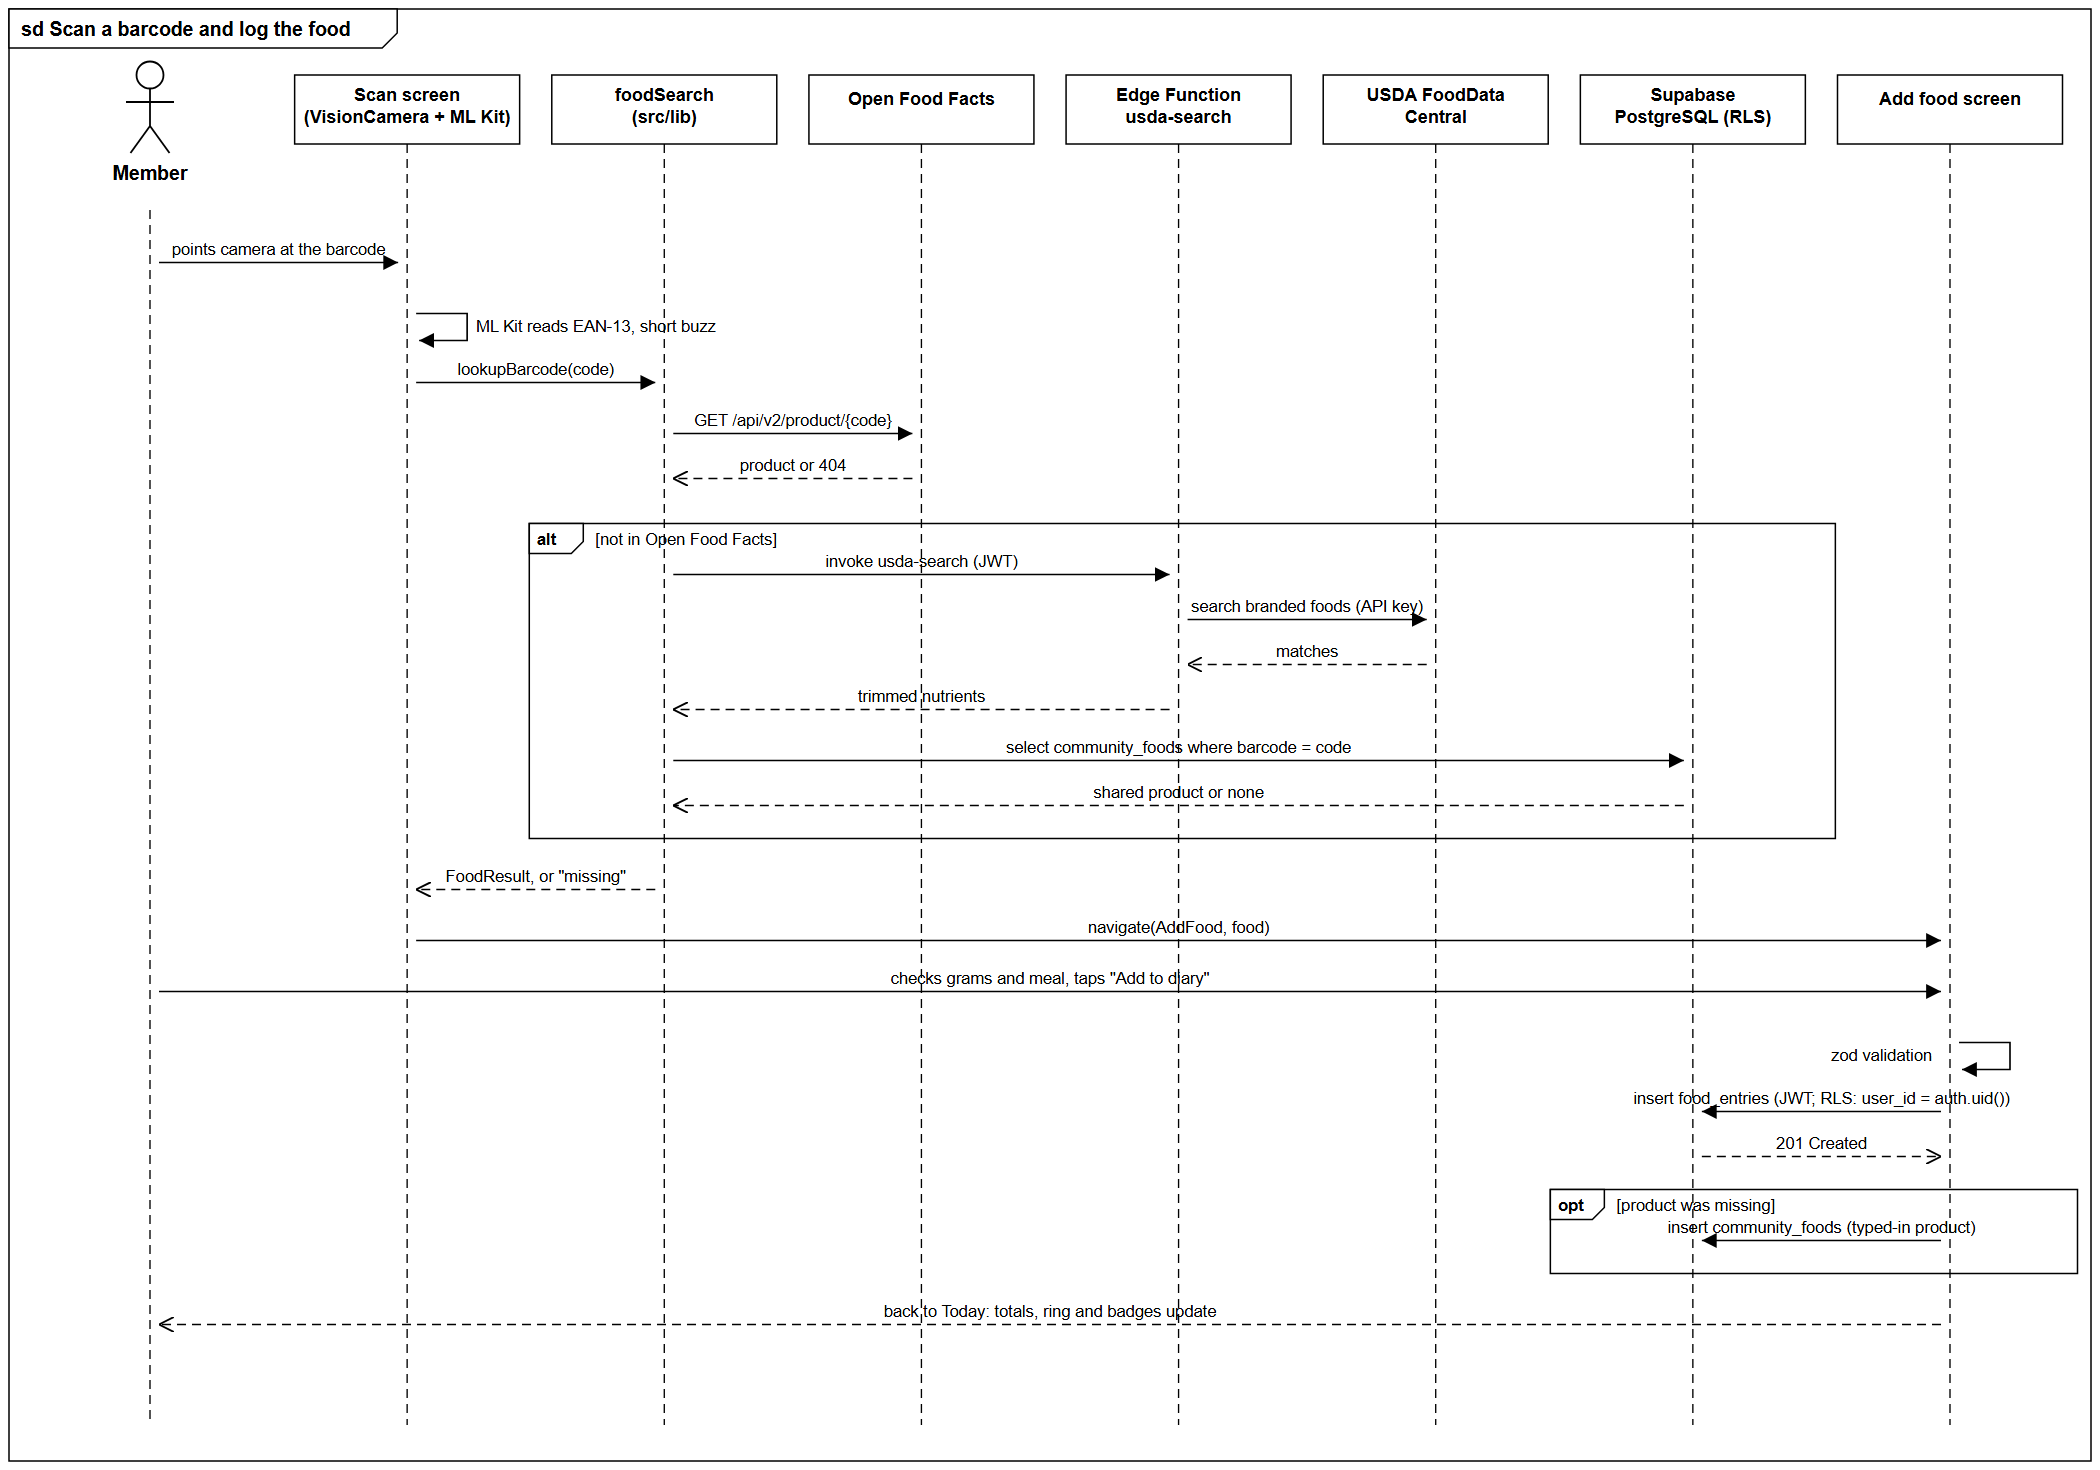 sd Scan a barcode and log the food
Member
Scan screen
(VisionCamera + ML Kit)
foodSearch
(src/lib)
Open Food Facts
Edge Function
usda-search
USDA FoodData
Central
Supabase
PostgreSQL (RLS)
Add food screen
points camera at the barcode
ML Kit reads EAN-13, short buzz
lookupBarcode(code)
GET /api/v2/product/{code}
product or 404
alt
[not in Open Food Facts]
invoke usda-search (JWT)
search branded foods (API key)
matches
trimmed nutrients
select community_foods where barcode = code
shared product or none
FoodResult, or "missing"
navigate(AddFood, food)
checks grams and meal, taps "Add to diary"
zod validation
insert food_entries (JWT; RLS: user_id = auth.uid())
201 Created
opt
[product was missing]
insert community_foods (typed-in product)
back to Today: totals, ring and badges update